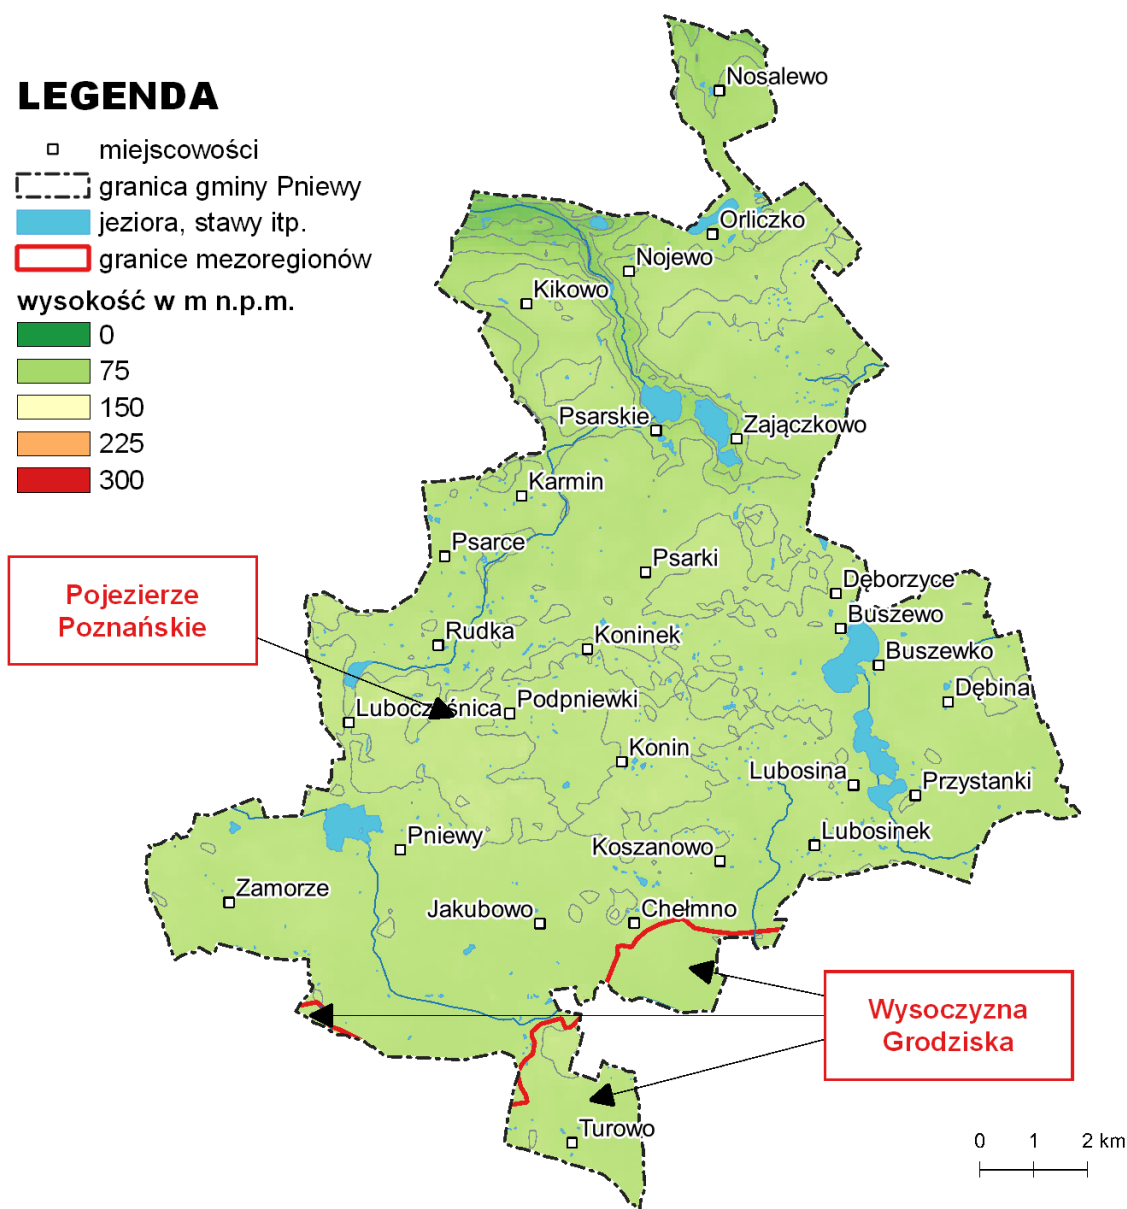 LEGENDA
miejscowości
granica gminy Pniewy
jeziora, stawy itp.
granice mezoregionów
wysokość w m n.p.m.
0
75
150
225
300
Nosalewo
Orliczko
Nojewo
Kikowo
Psarskie
Zajączkowo
Karmin
Psarce
Psarki
Dęborzyce
Pojezierze
Poznańskie
Buszewo
Rudka
Koninek
Buszewko
Dębina
Lubocześnica
Podpniewki
Konin
Lubosina
Przystanki
Pniewy
Koszanowo
Lubosinek
Zamorze
Jakubowo
Chełmno
Wysoczyzna
Grodziska
Turowo
0 1 2 km